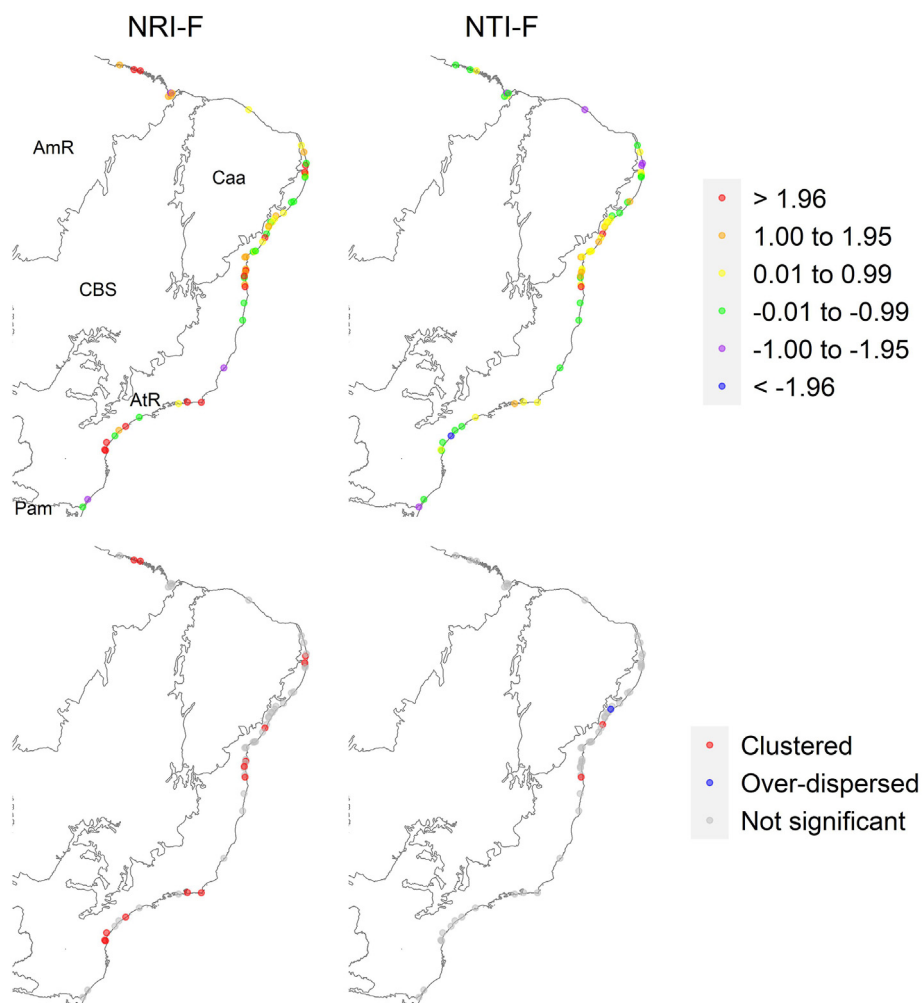 NRI-F
NTI-F
AmR
Caa
CBS
AtR
Pam
> 1.96
1.00 to 1.95
0.01 to 0.99
-0.01 to -0.99
-1.00 to -1.95
< -1.96
Clustered
Over-dispersed
Not significant